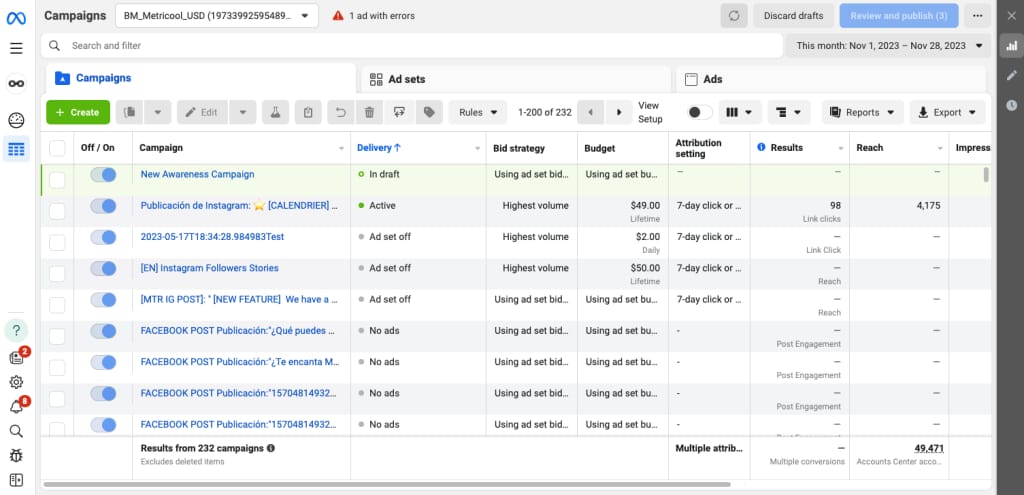 Campaigns
BM_Metricool_USD (19733992595489...
1 ad with errors
Discard drafts
Review and publish (3)
Search and filter
This month: Nov 1, 2023 – Nov 28, 2023
Campaigns
Ad sets
Ads
+ Create
Edit
Rules
1-200 of 232
View Setup
Reports
Export
Off / On
Campaign
Delivery ↑
Bid strategy
Budget
Attribution setting
Results
Reach
Impress
New Awareness Campaign
In draft
Using ad set bid...
Using ad set bu...
—
Publicación de Instagram: ⭐ [CALENDRIER] ...
Active
Highest volume
$49.00
Lifetime
7-day click or ...
98
Link clicks
4,175
2023-05-17T18:34:28.984983Test
Ad set off
Highest volume
$2.00
Daily
7-day click or ...
—
Link Click
—
[EN] Instagram Followers Stories
Ad set off
Highest volume
$50.00
Lifetime
7-day click or ...
—
Reach
—
[MTR IG POST]: " [NEW FEATURE] We have a ...
Ad set off
Using ad set bid...
Using ad set bu...
7-day click or ...
—
Reach
—
FACEBOOK POST Publicación:"¿Qué puedes ...
No ads
Using ad set bid...
Using ad set bu...
-
—
Post Engagement
—
FACEBOOK POST Publicación:"¿Te encanta M...
No ads
Using ad set bid...
Using ad set bu...
-
—
Post Engagement
—
FACEBOOK POST Publicación:"15704814932...
No ads
Using ad set bid...
Using ad set bu...
-
—
Post Engagement
—
FACEBOOK POST Publicación:"15704814932...
No ads
Using ad set bid...
Using ad set bu...
-
—
Post Engagement
—
Results from 232 campaigns
Excludes deleted items
Multiple attrib...
—
Multiple conversions
49,471
Accounts Center acco...
?
2
8